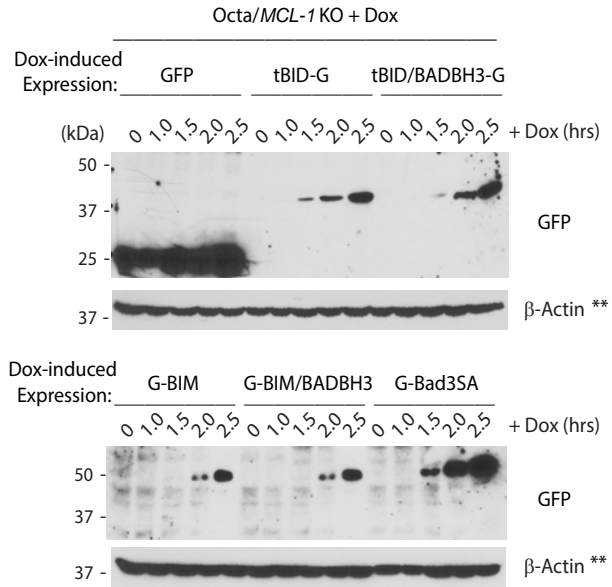 Octa/MCL-1 KO + Dox
Dox-induced Expression: GFP tBID-G tBID/BADBH3-G
(kDa) 0 1.0 1.5 2.0 2.5 0 1.0 1.5 2.0 2.5 0 1.0 1.5 2.0 2.5 + Dox (hrs)
50 -
37 -
25 -
GFP
37 -
β-Actin **
Dox-induced Expression: G-BIM G-BIM/BADBH3 G-Bad3SA
0 1.0 1.5 2.0 2.5 0 1.0 1.5 2.0 2.5 0 1.0 1.5 2.0 2.5 + Dox (hrs)
50 -
37 -
GFP
37 -
β-Actin **